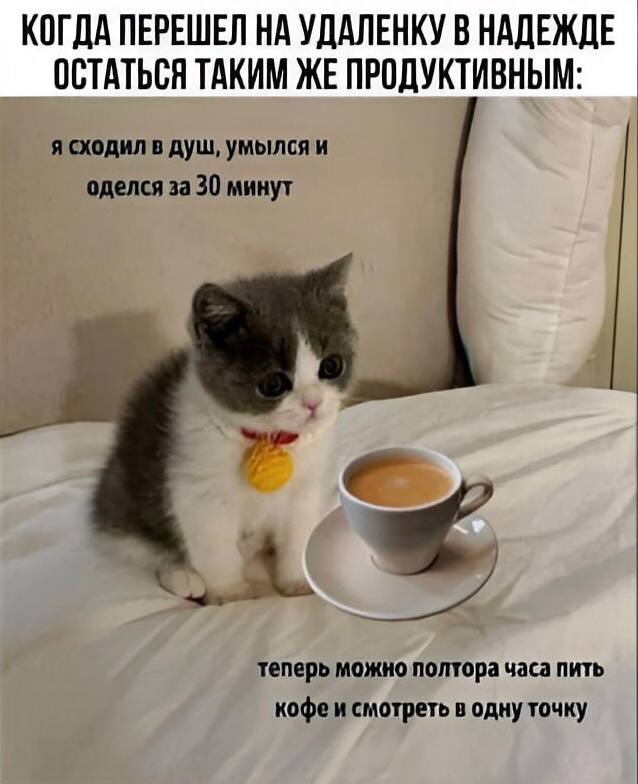 КОГДА ПЕРЕШЕЛ НА УДАЛЕНКУ В НАДЕЖДЕ
ОСТАТЬСЯ ТАКИМ ЖЕ ПРОДУКТИВНЫМ:
я сходил в душ, умылся и
оделся за 30 минут
теперь можно полтора часа пить
кофе и смотреть в одну точку